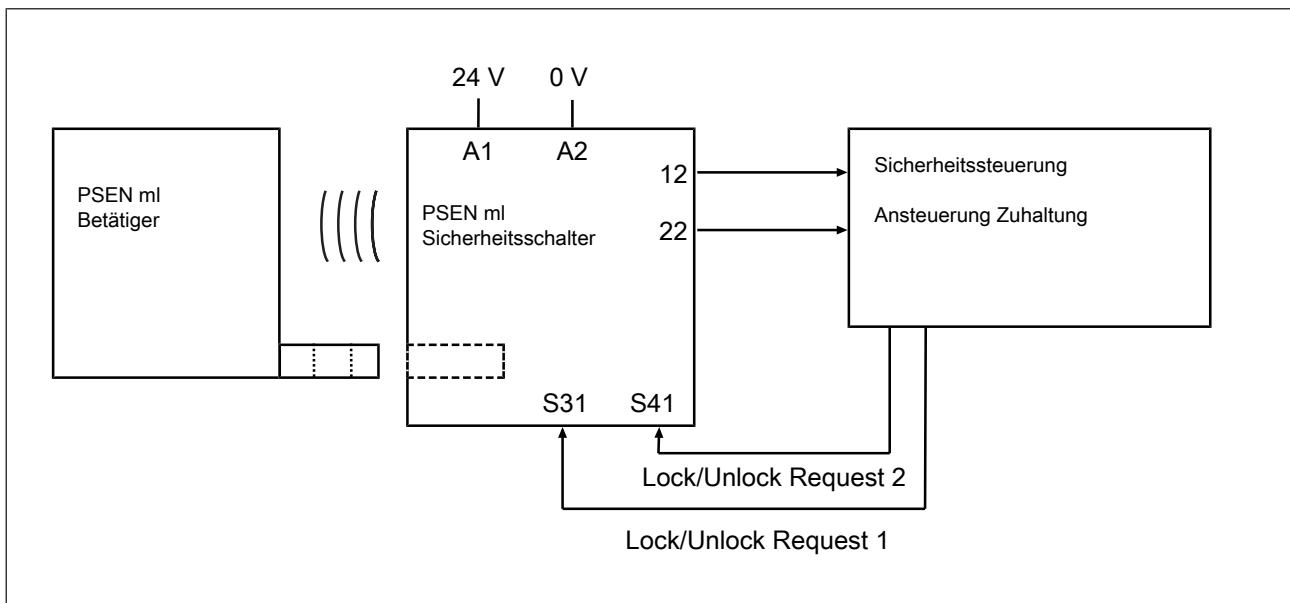 24 V
0 V
A1
A2
12
22
PSEN ml
Betätiger
PSEN ml
Sicherheitsschalter
Sicherheitssteuerung
Ansteuerung Zuhaltung
S31
S41
Lock/Unlock Request 2
Lock/Unlock Request 1